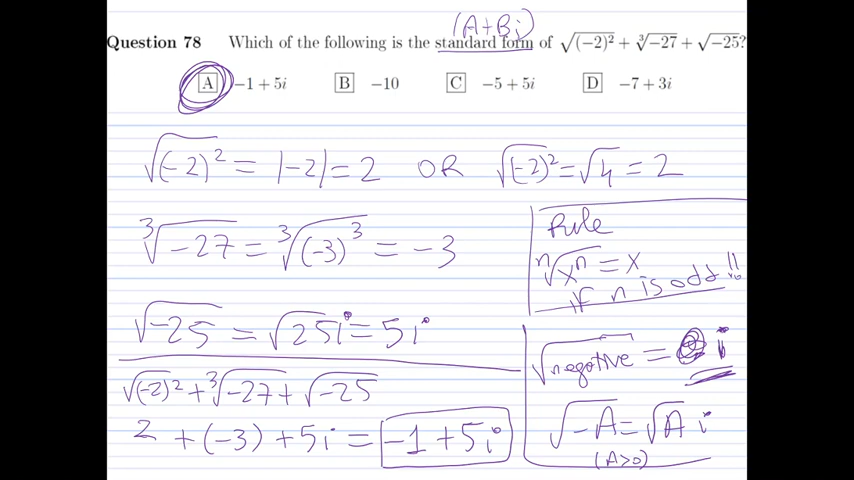 (A+Bi)
Question 78 Which of the following is the standard form of √(-2)² + ∛-27 + √-25?
A -1 + 5i B -10 C -5 + 5i D -7 + 3i
√(-2)² = |-2| = 2 OR √(-2)² = √4 = 2
∛-27 = ∛(-3)³ = -3
Rule
ⁿ√xⁿ = x
if n is odd !!
√-25 = √25 i = 5i
√negative = i
√(-2)² + ∛-27 + √-25
2 + (-3) + 5i = -1 + 5i
√-A = √A i
(A>0)